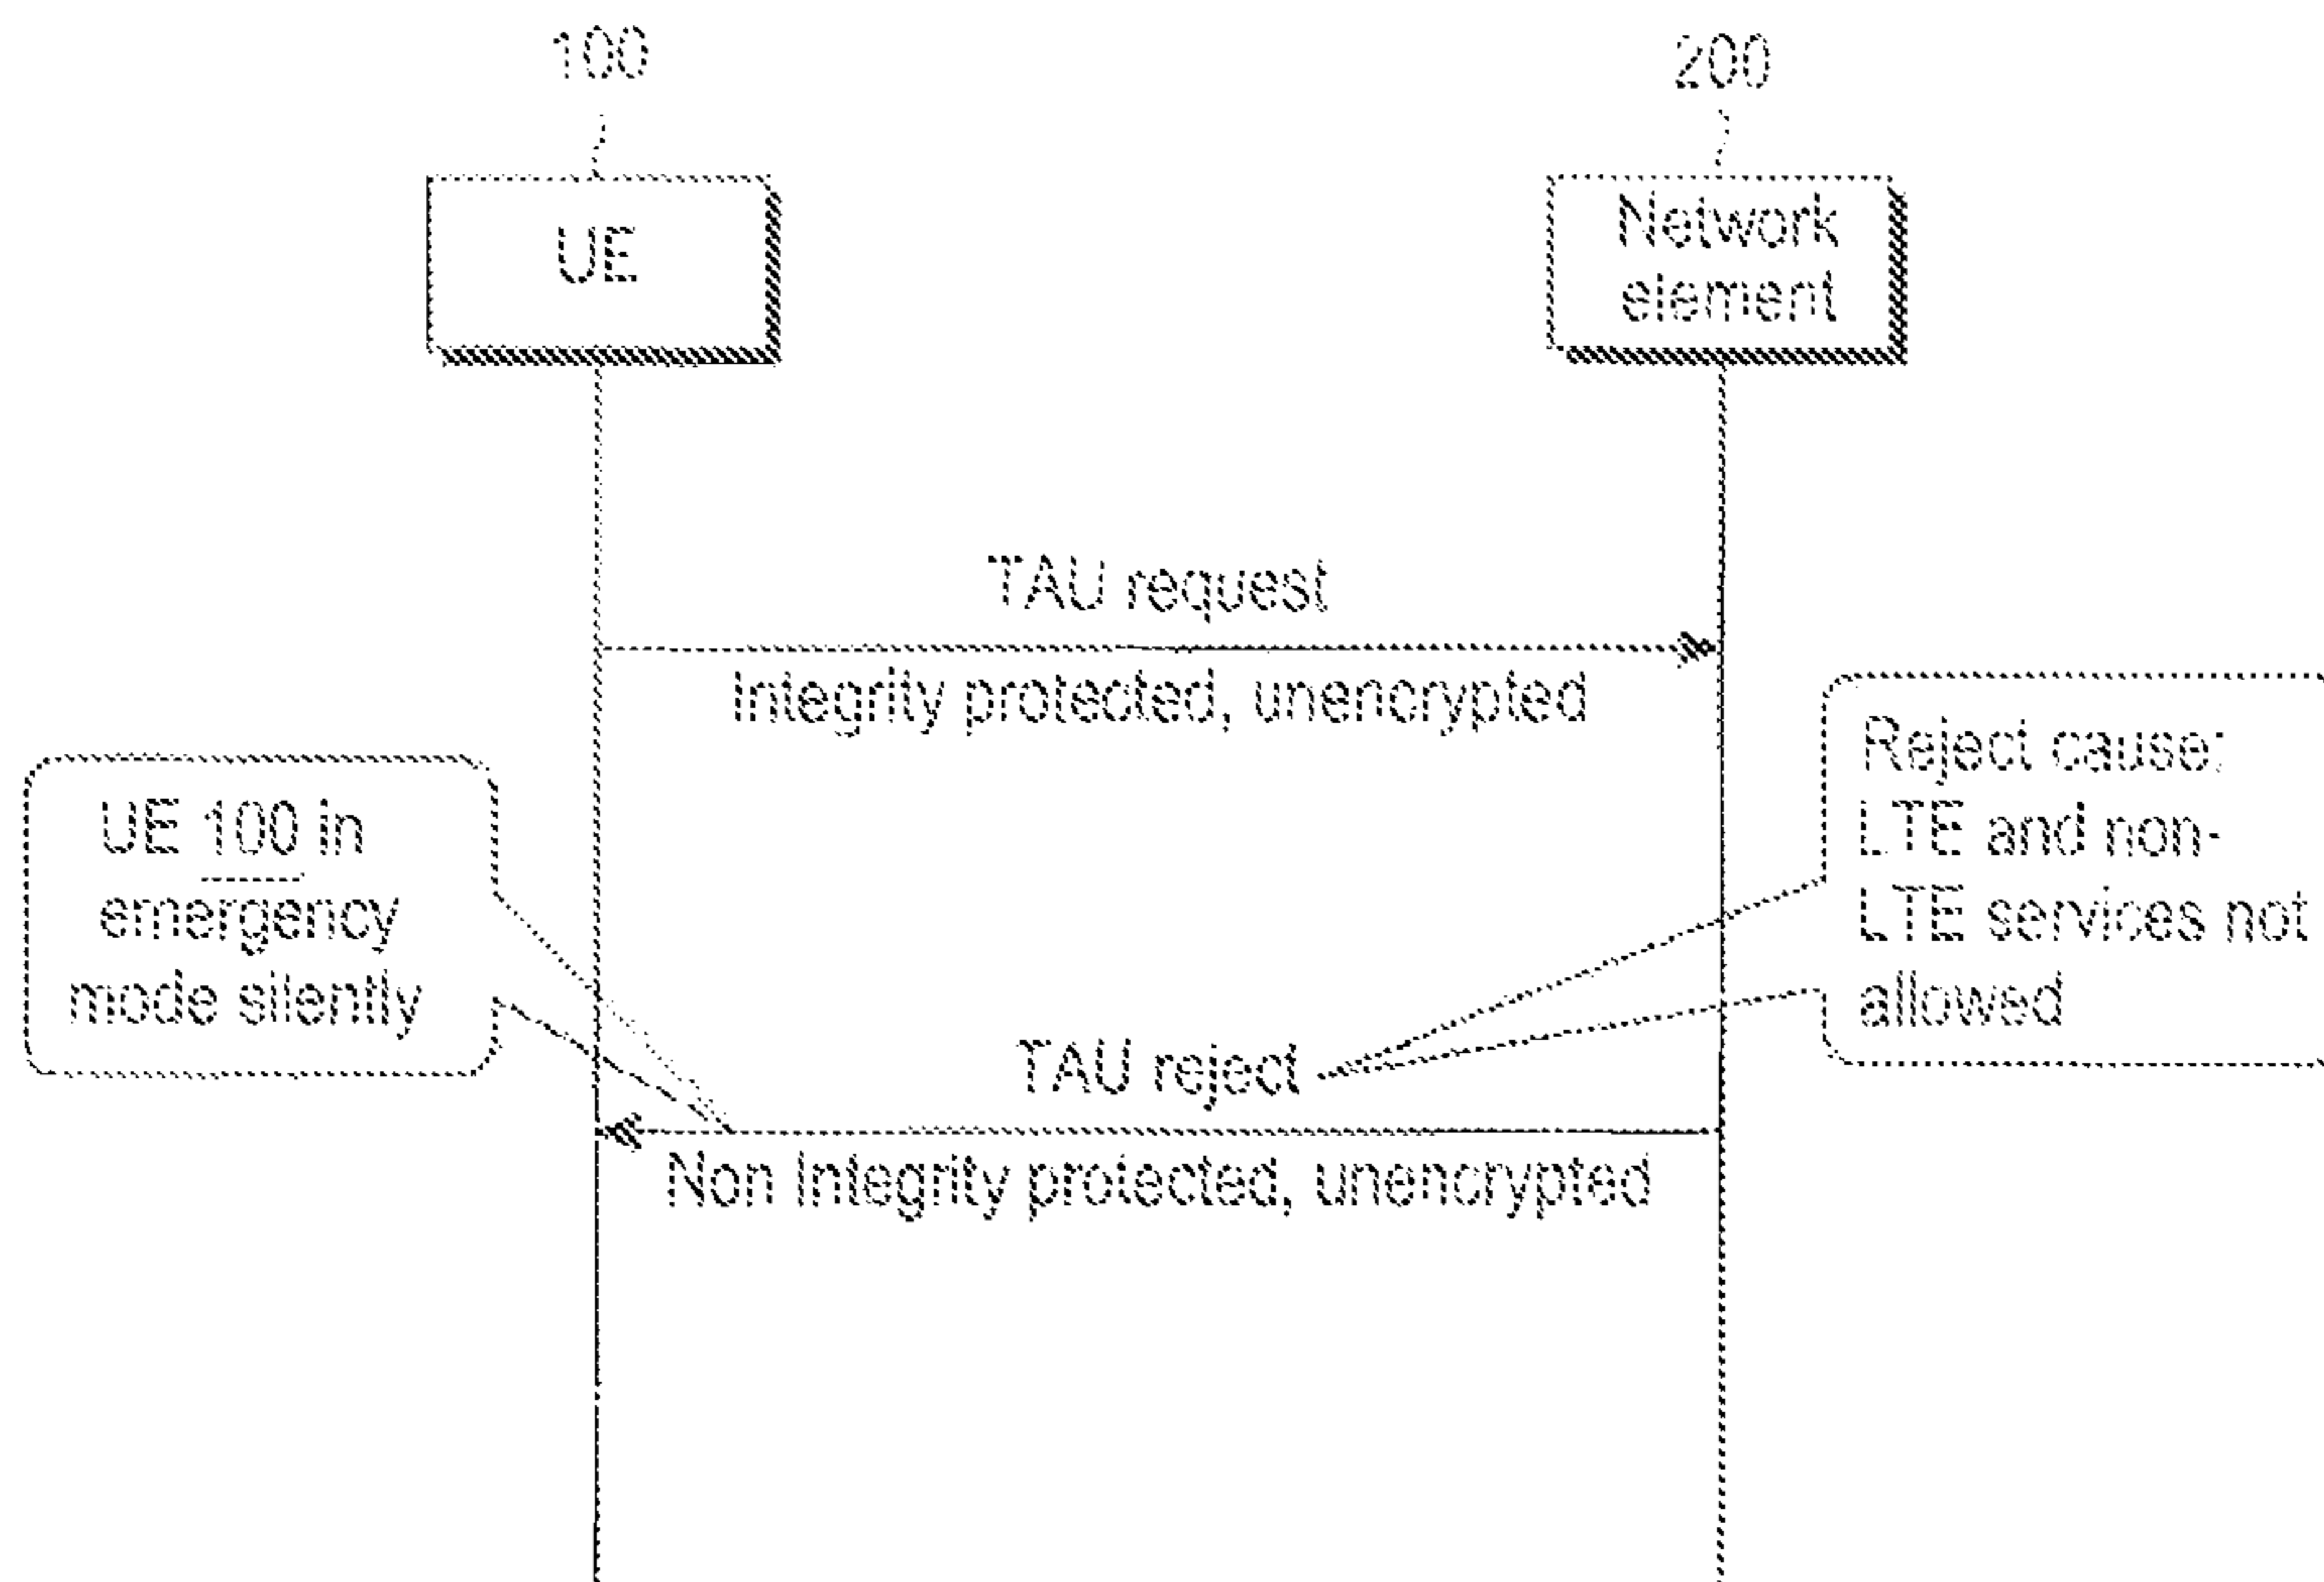 100
200
UE
Network
element
TAU request
Integrity protected, unencrypted
Reject cause:
LTE and non-
LTE services not
allowed
UE 100 in
emergency
mode silently
TAU reject
Non Integrity protected, unencrypted